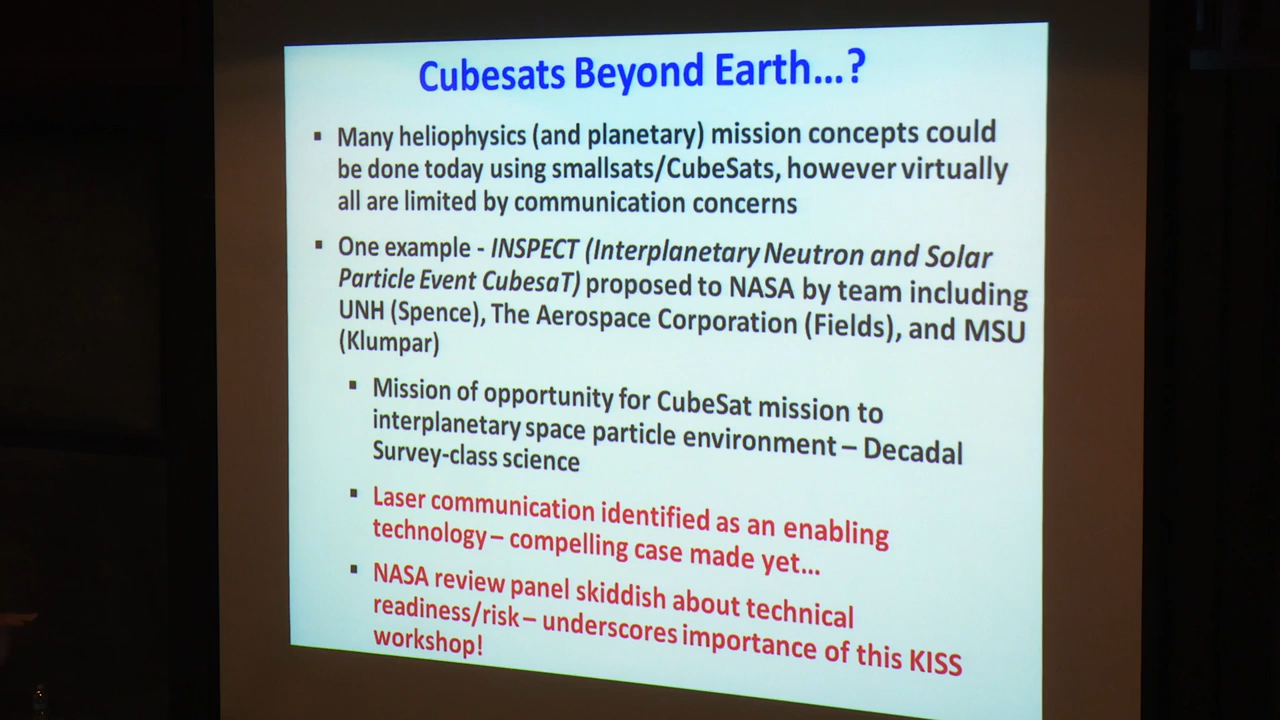 Cubesats Beyond Earth...?
▪ Many heliophysics (and planetary) mission concepts could
be done today using smallsats/CubeSats, however virtually
all are limited by communication concerns
▪ One example - INSPECT (Interplanetary Neutron and Solar
Particle Event CubesaT) proposed to NASA by team including
UNH (Spence), The Aerospace Corporation (Fields), and MSU
(Klumpar)
▪ Mission of opportunity for CubeSat mission to
interplanetary space particle environment – Decadal
Survey-class science
▪ Laser communication identified as an enabling
technology – compelling case made yet...
▪ NASA review panel skiddish about technical
readiness/risk – underscores importance of this KISS
workshop!